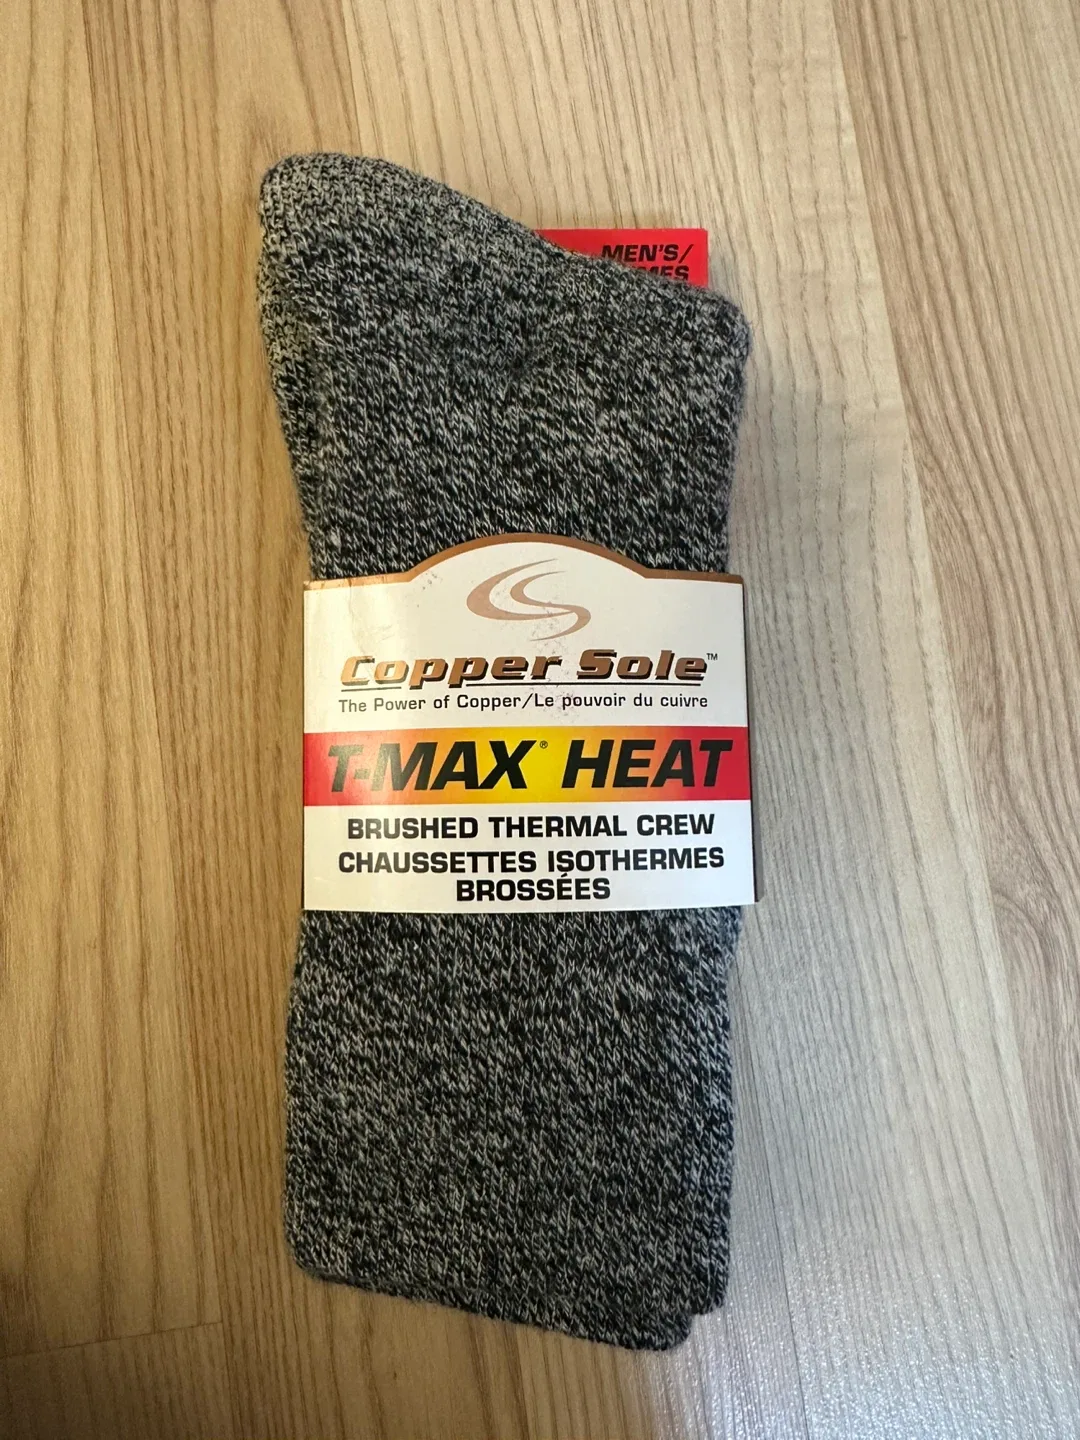 MEN'S/
Copper Sole™
The Power of Copper/Le pouvoir du cuivre
T-MAX® HEAT
BRUSHED THERMAL CREW
CHAUSSETTES ISOTHERMES
BROSSÉES